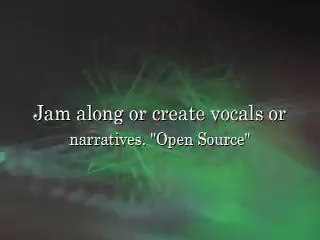 Jam along or create vocals or
narratives. "Open Source"